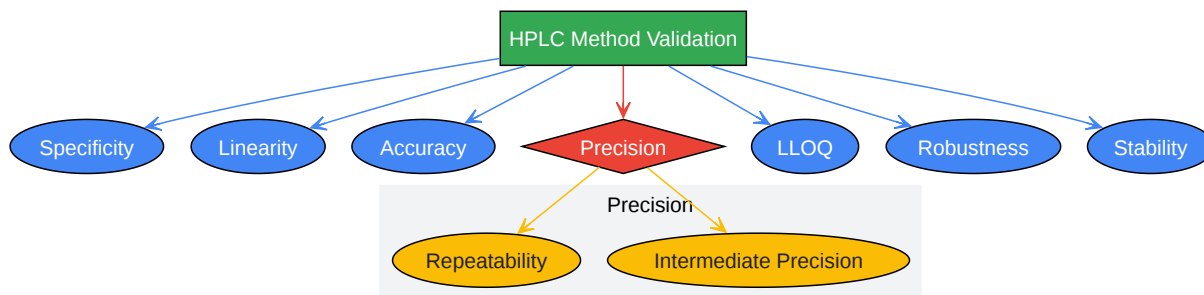 HPLC Method Validation
Specificity
Linearity
Accuracy
Precision
LLOQ
Robustness
Stability
Precision
Repeatability
Intermediate Precision